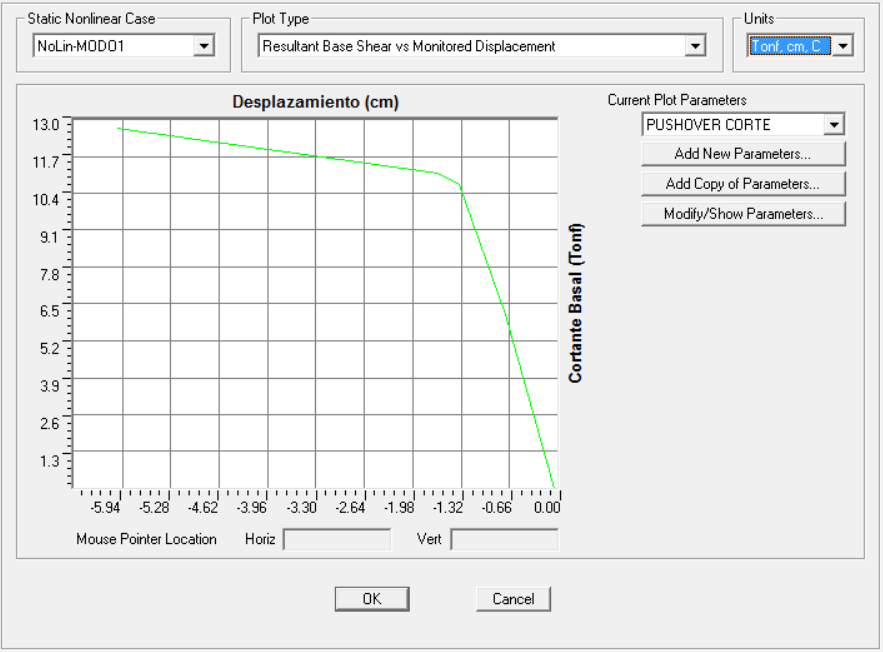 Static Nonlinear Case
Plot Type
Units
NoLin-MODO1
Resultant Base Shear vs Monitored Displacement
Tonf, cm, C
Desplazamiento (cm)
Current Plot Parameters
PUSHOVER CORTE
Add New Parameters...
Add Copy of Parameters...
Modify/Show Parameters...
13.0
11.7
10.4
9.1
7.8
6.5
5.2
3.9
2.6
1.3
Cortante Basal (Tonf)
-5.94 -5.28 -4.62 -3.96 -3.30 -2.64 -1.98 -1.32 -0.66 0.00
Mouse Pointer Location Horiz Vert
OK Cancel